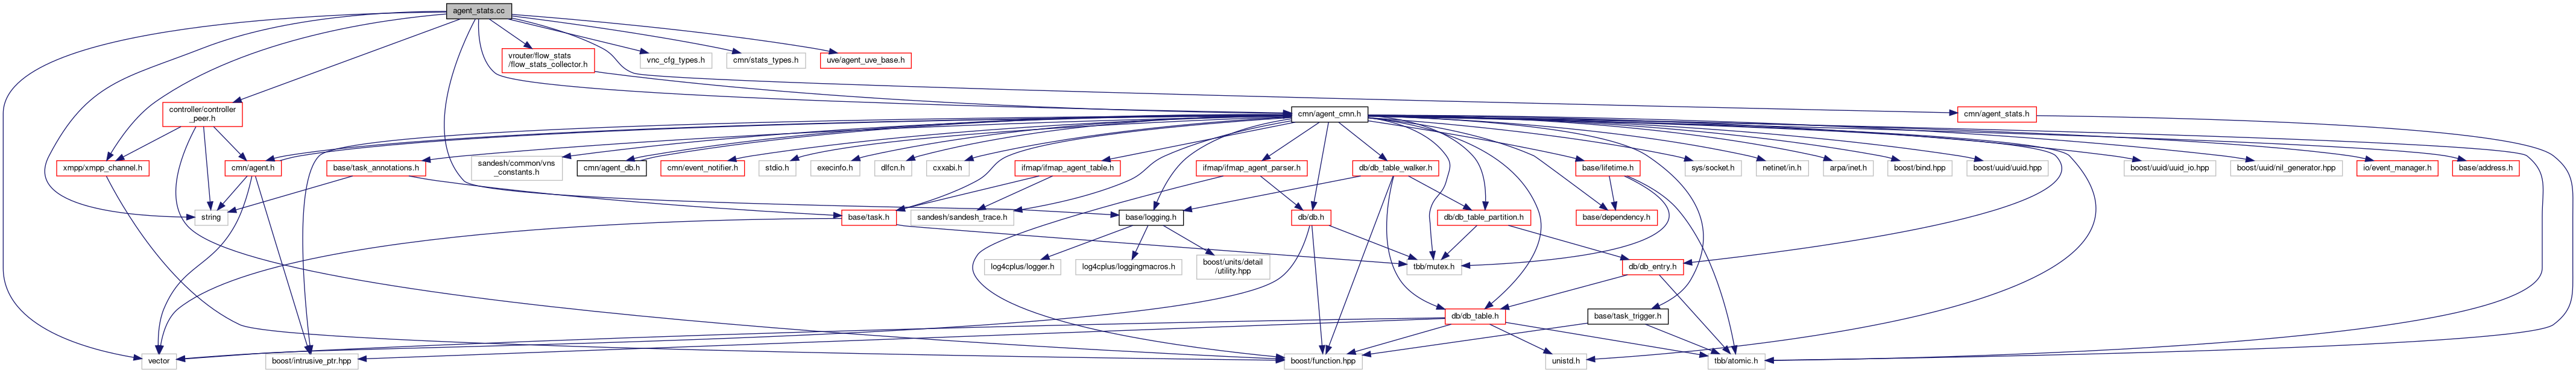 agent_stats.cc
vrouter/flow_stats
/flow_stats_collector.h
vnc_cfg_types.h
cmn/stats_types.h
uve/agent_uve_base.h
controller/controller
_peer.h
cmn/agent_cmn.h
cmn/agent_stats.h
xmpp/xmpp_channel.h
cmn/agent.h
base/task_annotations.h
sandesh/common/vns
_constants.h
cmn/agent_db.h
cmn/event_notifier.h
stdio.h
execinfo.h
dlfcn.h
cxxabi.h
ifmap/ifmap_agent_table.h
ifmap/ifmap_agent_parser.h
db/db_table_walker.h
base/lifetime.h
sys/socket.h
netinet/in.h
arpa/inet.h
boost/bind.hpp
boost/uuid/uuid.hpp
boost/uuid/uuid_io.hpp
boost/uuid/nil_generator.hpp
io/event_manager.h
base/address.h
string
base/task.h
sandesh/sandesh_trace.h
base/logging.h
db/db.h
db/db_table_partition.h
base/dependency.h
log4cplus/logger.h
log4cplus/loggingmacros.h
boost/units/detail
/utility.hpp
tbb/mutex.h
db/db_entry.h
db/db_table.h
base/task_trigger.h
vector
boost/intrusive_ptr.hpp
boost/function.hpp
unistd.h
tbb/atomic.h